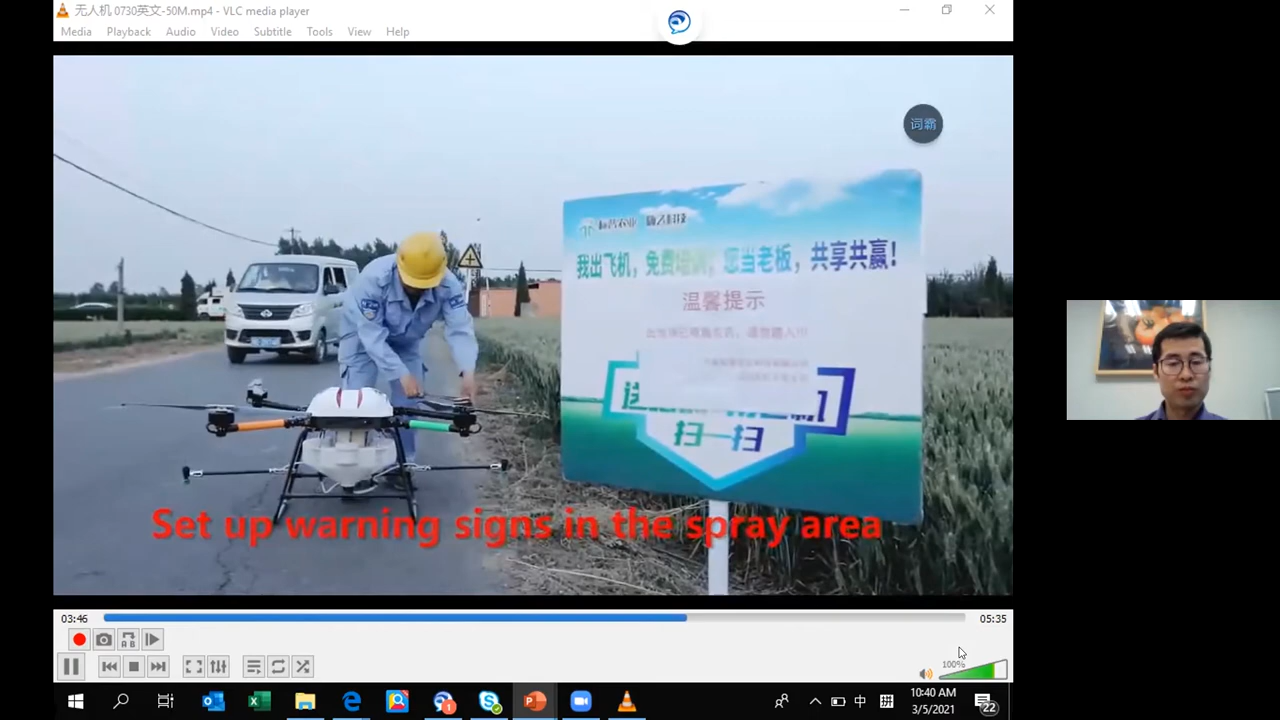 无人机 0730英文-50M.mp4 - VLC media player
Media Playback Audio Video Subtitle Tools View Help
词霸
我出飞机，免费培训，您当老板，共享共赢！
温馨提示
扫一扫
Set up warning signs in the spray area
03:46
05:35
100%
中
拼
10:40 AM
3/5/2021
22
1